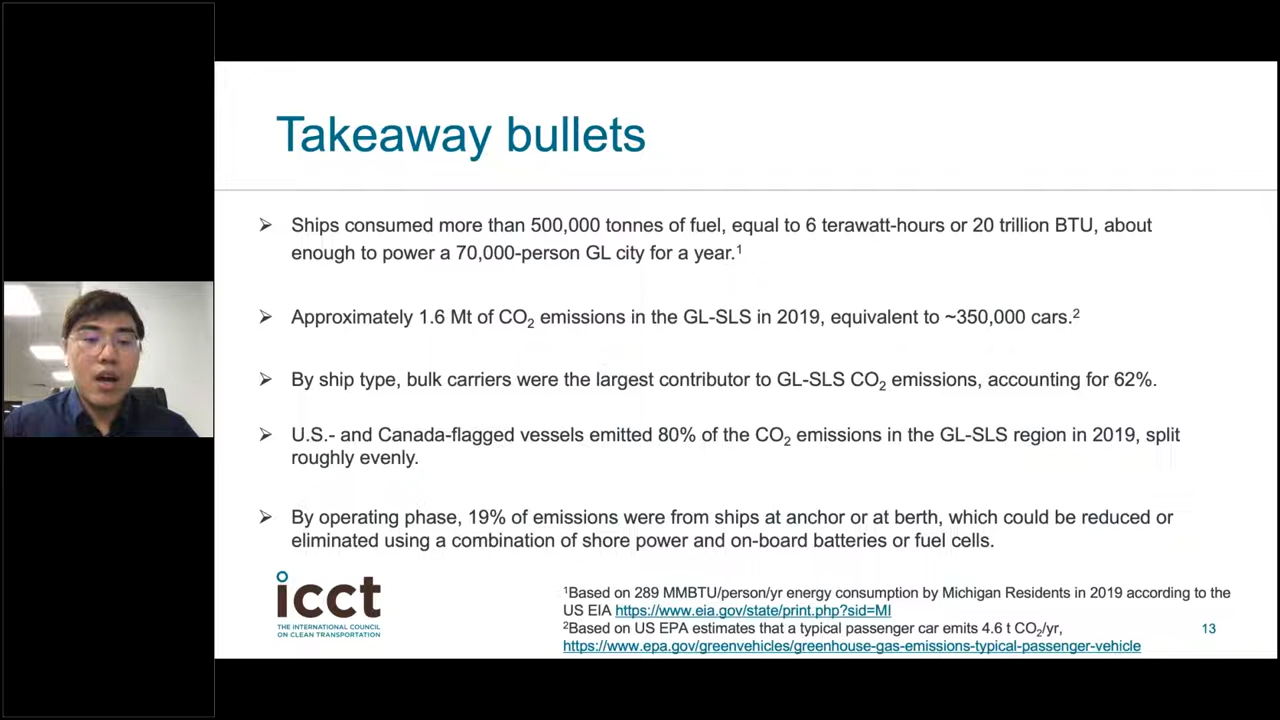 Takeaway bullets
➢ Ships consumed more than 500,000 tonnes of fuel, equal to 6 terawatt-hours or 20 trillion BTU, about
enough to power a 70,000-person GL city for a year.¹
➢ Approximately 1.6 Mt of CO₂ emissions in the GL-SLS in 2019, equivalent to ~350,000 cars.²
➢ By ship type, bulk carriers were the largest contributor to GL-SLS CO₂ emissions, accounting for 62%.
➢ U.S.- and Canada-flagged vessels emitted 80% of the CO₂ emissions in the GL-SLS region in 2019, split
roughly evenly.
➢ By operating phase, 19% of emissions were from ships at anchor or at berth, which could be reduced or
eliminated using a combination of shore power and on-board batteries or fuel cells.
icct
THE INTERNATIONAL COUNCIL
ON CLEAN TRANSPORTATION
¹Based on 289 MMBTU/person/yr energy consumption by Michigan Residents in 2019 according to the
US EIA https://www.eia.gov/state/print.php?sid=MI
²Based on US EPA estimates that a typical passenger car emits 4.6 t CO₂/yr,
https://www.epa.gov/greenvehicles/greenhouse-gas-emissions-typical-passenger-vehicle
13